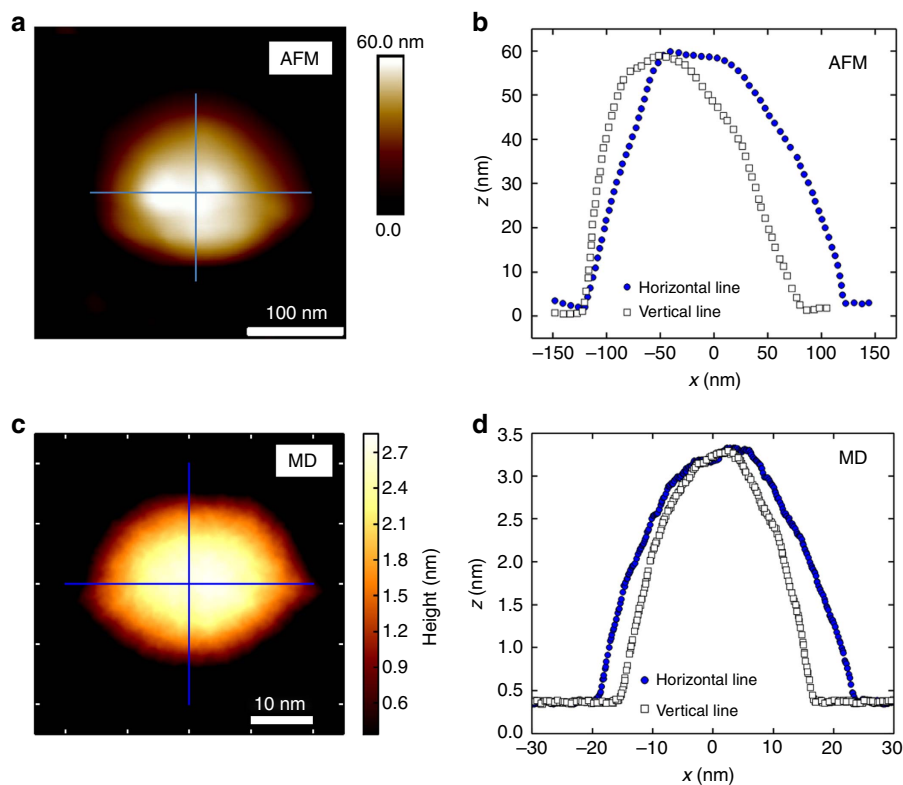 a
AFM
60.0 nm
0.0
100 nm
b
AFM
60
50
40
30
20
10
0
z (nm)
Horizontal line
Vertical line
–150 –100 –50 0 50 100 150
x (nm)
c
MD
2.7
2.4
2.1
1.8
1.5
1.2
0.9
0.6
Height (nm)
10 nm
d
MD
3.5
3.0
2.5
2.0
1.5
1.0
0.5
0.0
z (nm)
Horizontal line
Vertical line
–30 –20 –10 0 10 20 30
x (nm)